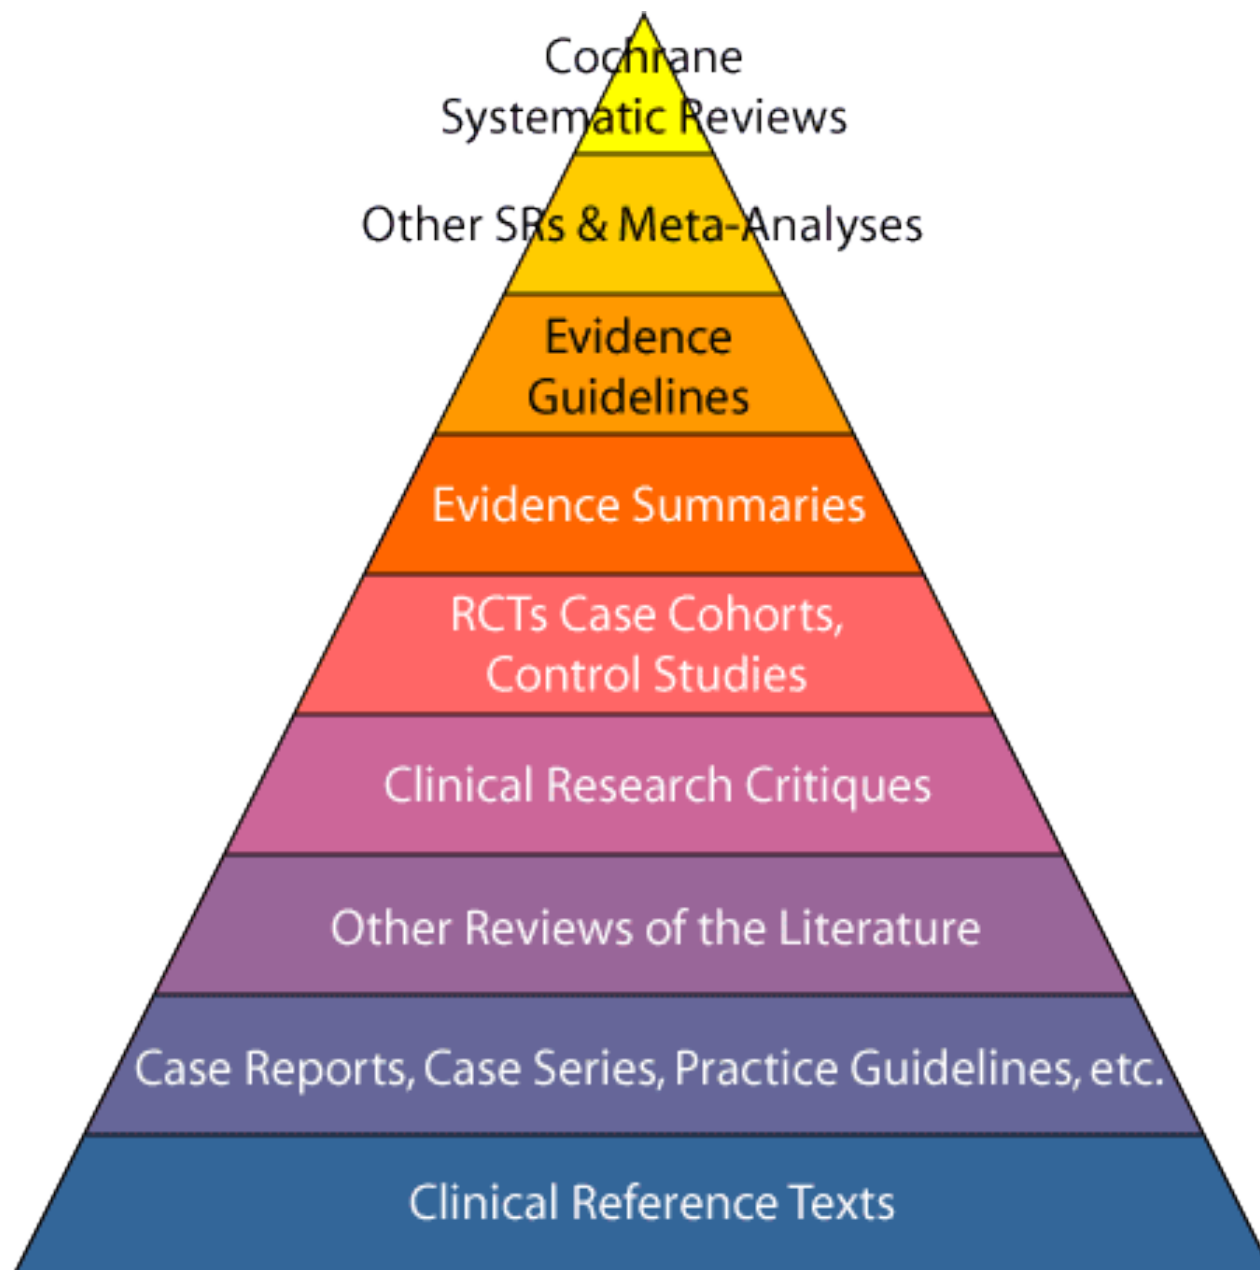 Cochrane
Systematic Reviews
Other SRs & Meta-Analyses
Evidence
Guidelines
Evidence Summaries
RCTs Case Cohorts,
Control Studies
Clinical Research Critiques
Other Reviews of the Literature
Case Reports, Case Series, Practice Guidelines, etc.
Clinical Reference Texts